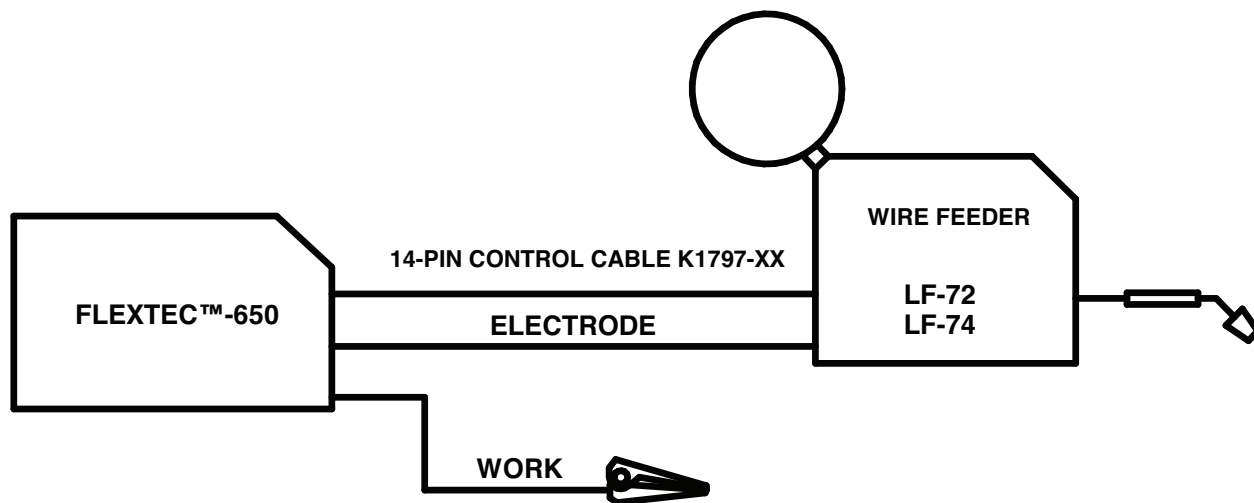 WIRE FEEDER
14-PIN CONTROL CABLE K1797-XX
FLEXTEC™-650
LF-72
ELECTRODE
LF-74
WORK